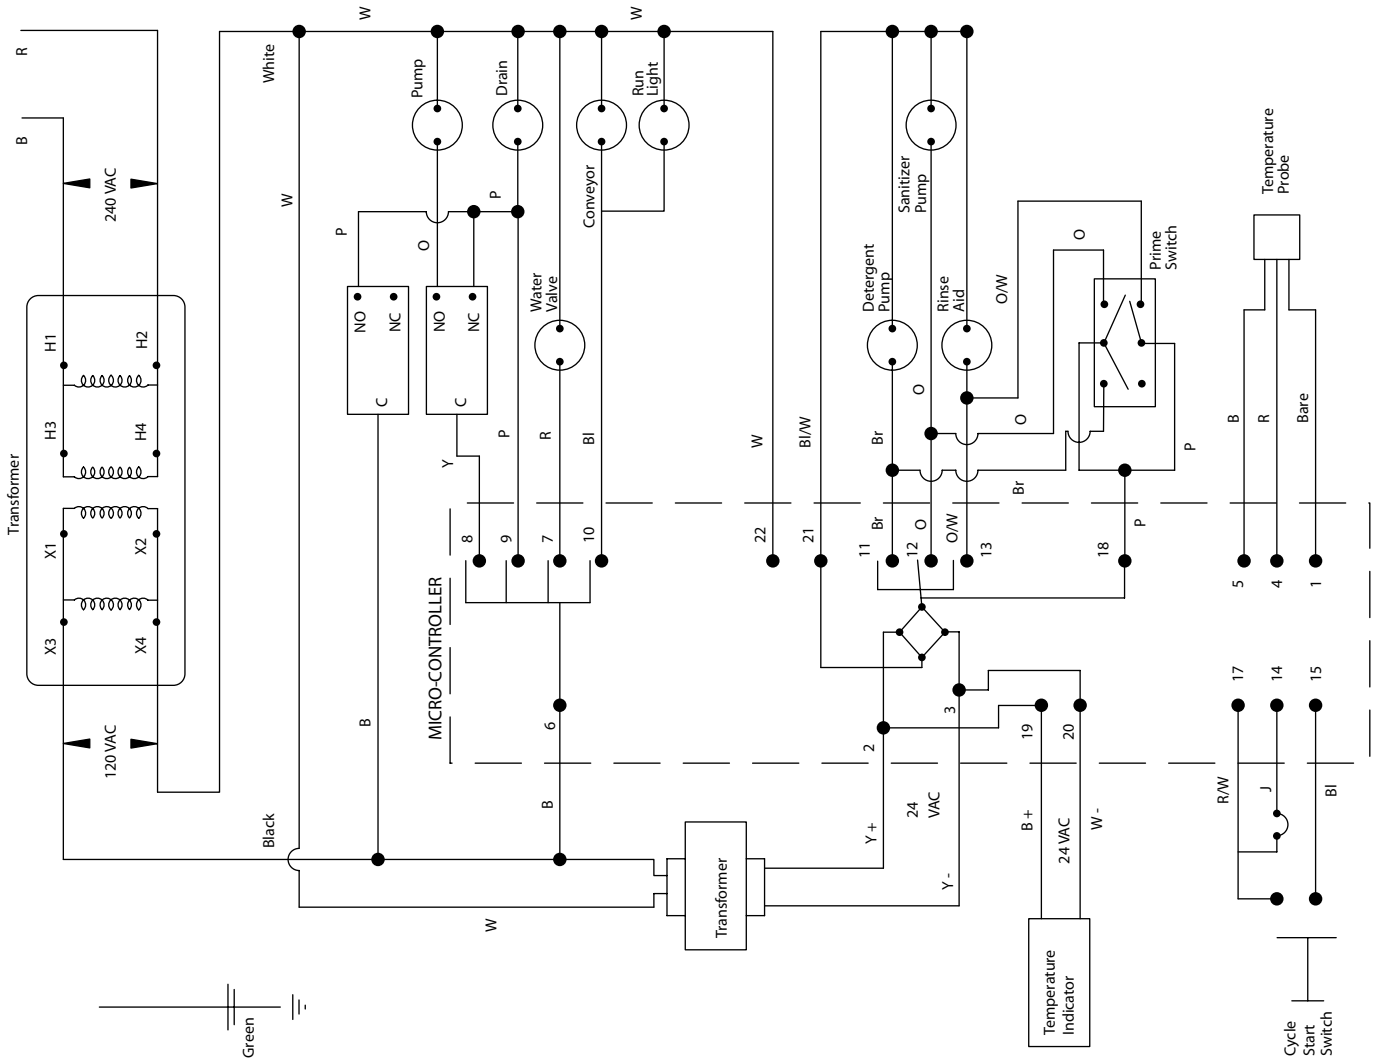 R
B
240 VAC
Transformer
H1
H2
H3
H4
X1
X2
X3
X4
120 VAC
White
W
W
W
Black
W
Green
Pump
Drain
Run
Light
Conveyor
P
O
P
NO
NC
C
NO
NC
C
Water
Valve
Y
P
R
Bl
W
Bl/W
B
B
MICRO-CONTROLLER
8
9
7
10
22
21
11
12
13
18
5
4
1
6
2
3
19
20
17
14
15
Br
O
O/W
P
Sanitizer
Pump
Detergent
Pump
Rinse
Aid
O
Br
O/W
O
O
Br
P
Prime
Switch
Temperature
Probe
B
R
Bare
Transformer
Y +
24
VAC
Y -
B +
24 VAC
W -
Temperature
Indicator
R/W
J
Bl
Cycle
Start
Switch